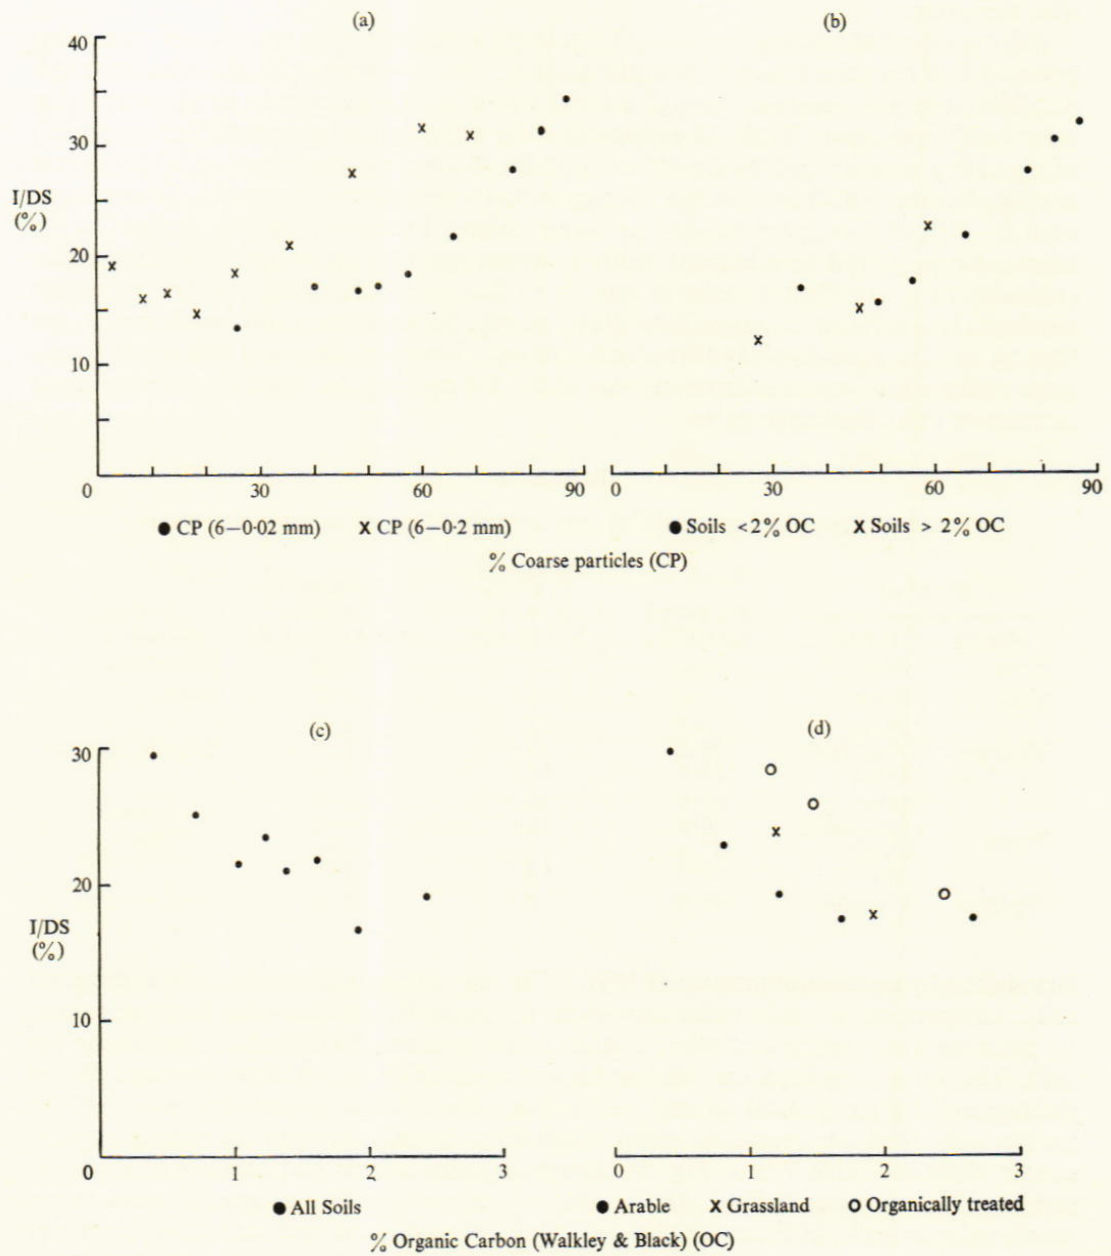 (a) (b)
40
30
I/DS
(%)
20
10
0 30 60 90 0 30 60 90
● CP (6–0·02 mm) x CP (6–0·2 mm) ● Soils <2% OC x Soils > 2% OC
% Coarse particles (CP)
(c) (d)
30
20
I/DS
(%)
10
0 1 2 3 0 1 2 3
● All Soils ● Arable x Grassland o Organically treated
% Organic Carbon (Walkley & Black) (OC)